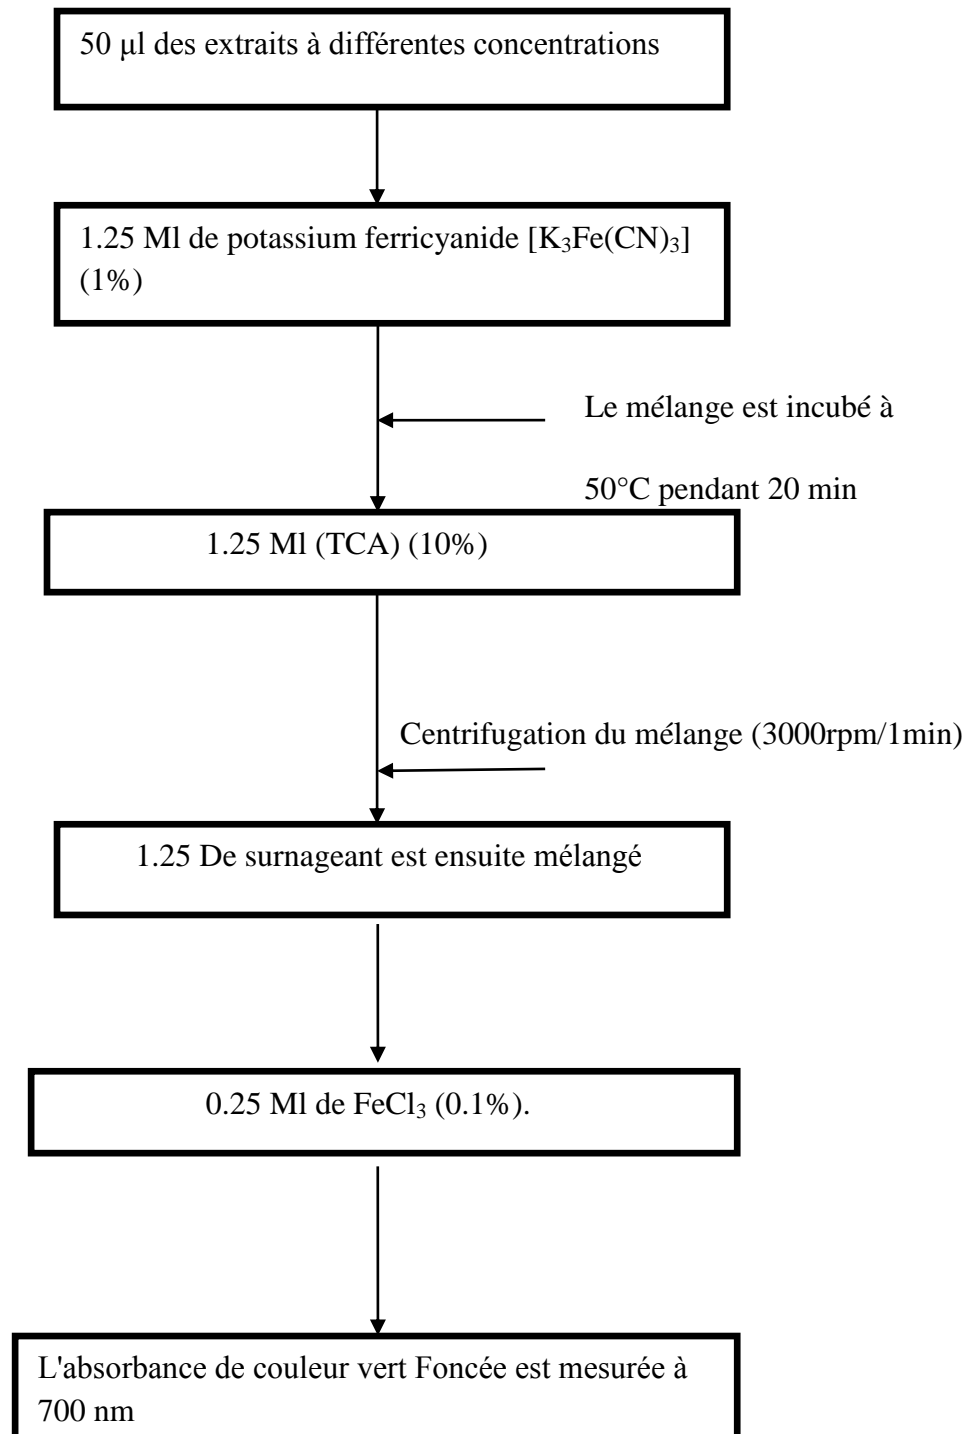 50 μl des extraits à différentes concentrations
1.25 Ml de potassium ferricyanide [K₃Fe(CN)₃]
(1%)
Le mélange est incubé à
50°C pendant 20 min
1.25 Ml (TCA) (10%)
Centrifugation du mélange (3000rpm/1min)
1.25 De surnageant est ensuite mélangé
0.25 Ml de FeCl₃ (0.1%).
L'absorbance de couleur vert Foncée est mesurée à
700 nm